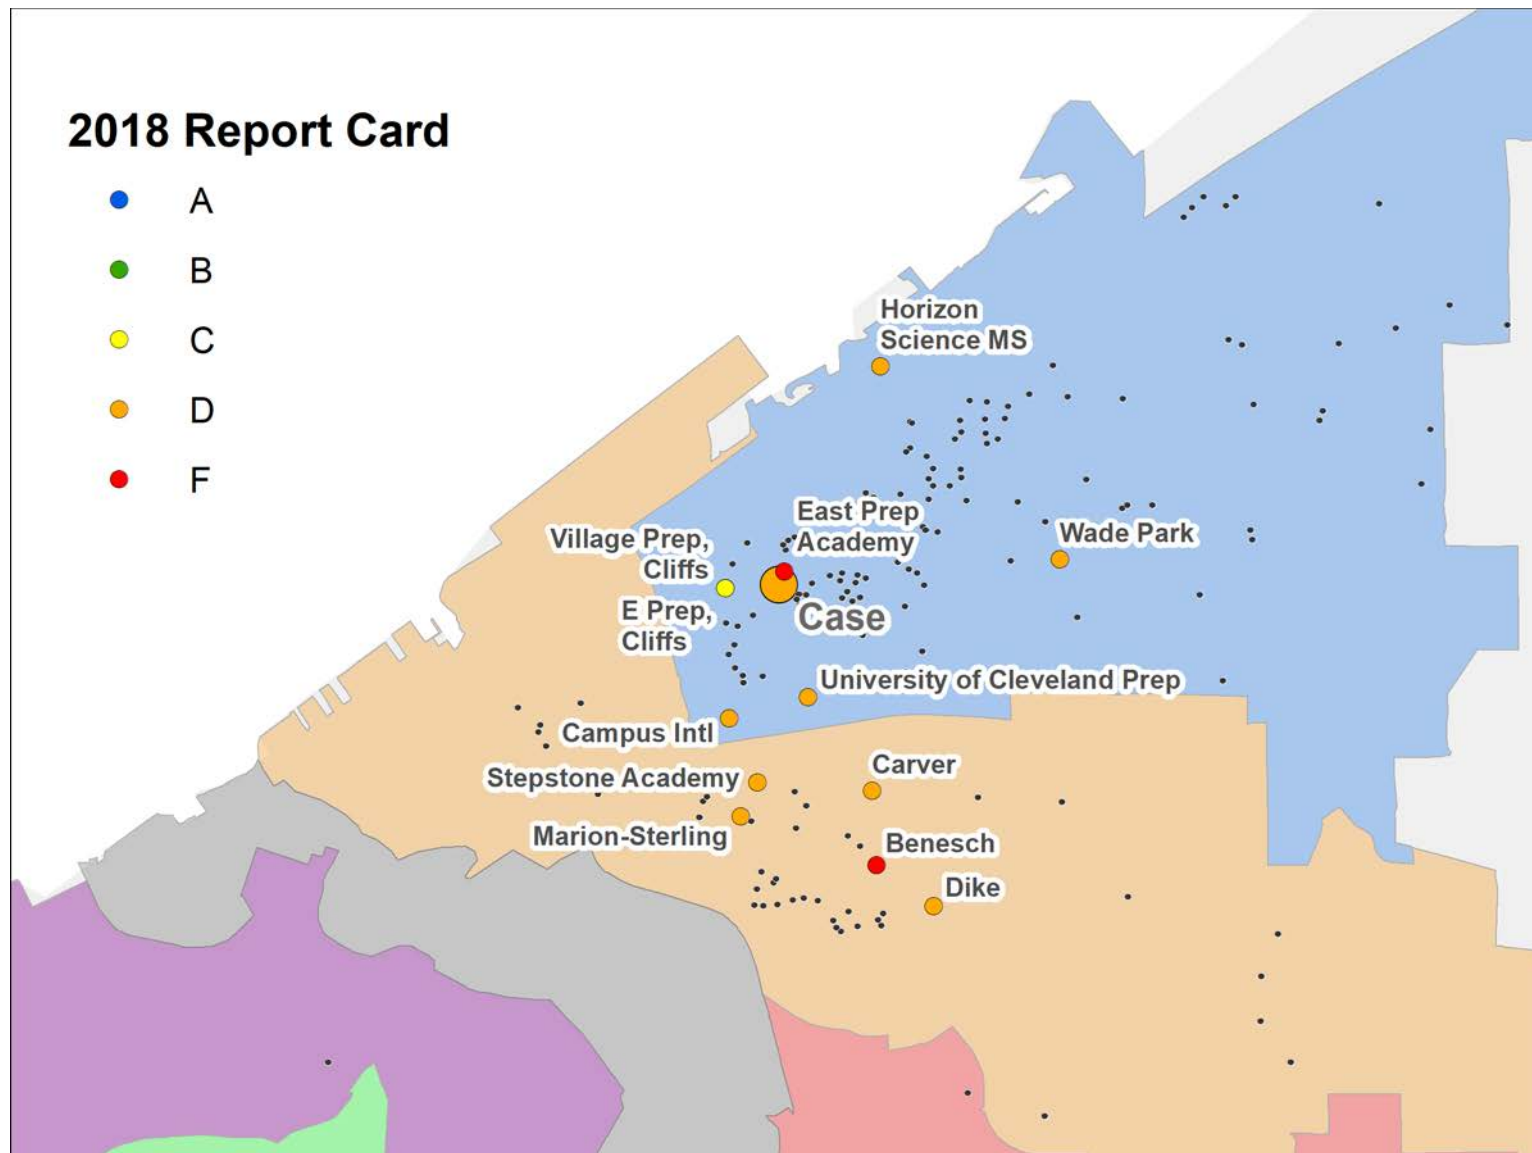 2018 Report Card
A
B
C
D
F
Horizon
Science MS
East Prep
Academy
Village Prep,
Cliffs
Wade Park
E Prep,
Cliffs
Case
University of Cleveland Prep
Campus Intl
Stepstone Academy
Carver
Marion-Sterling
Benesch
Dike